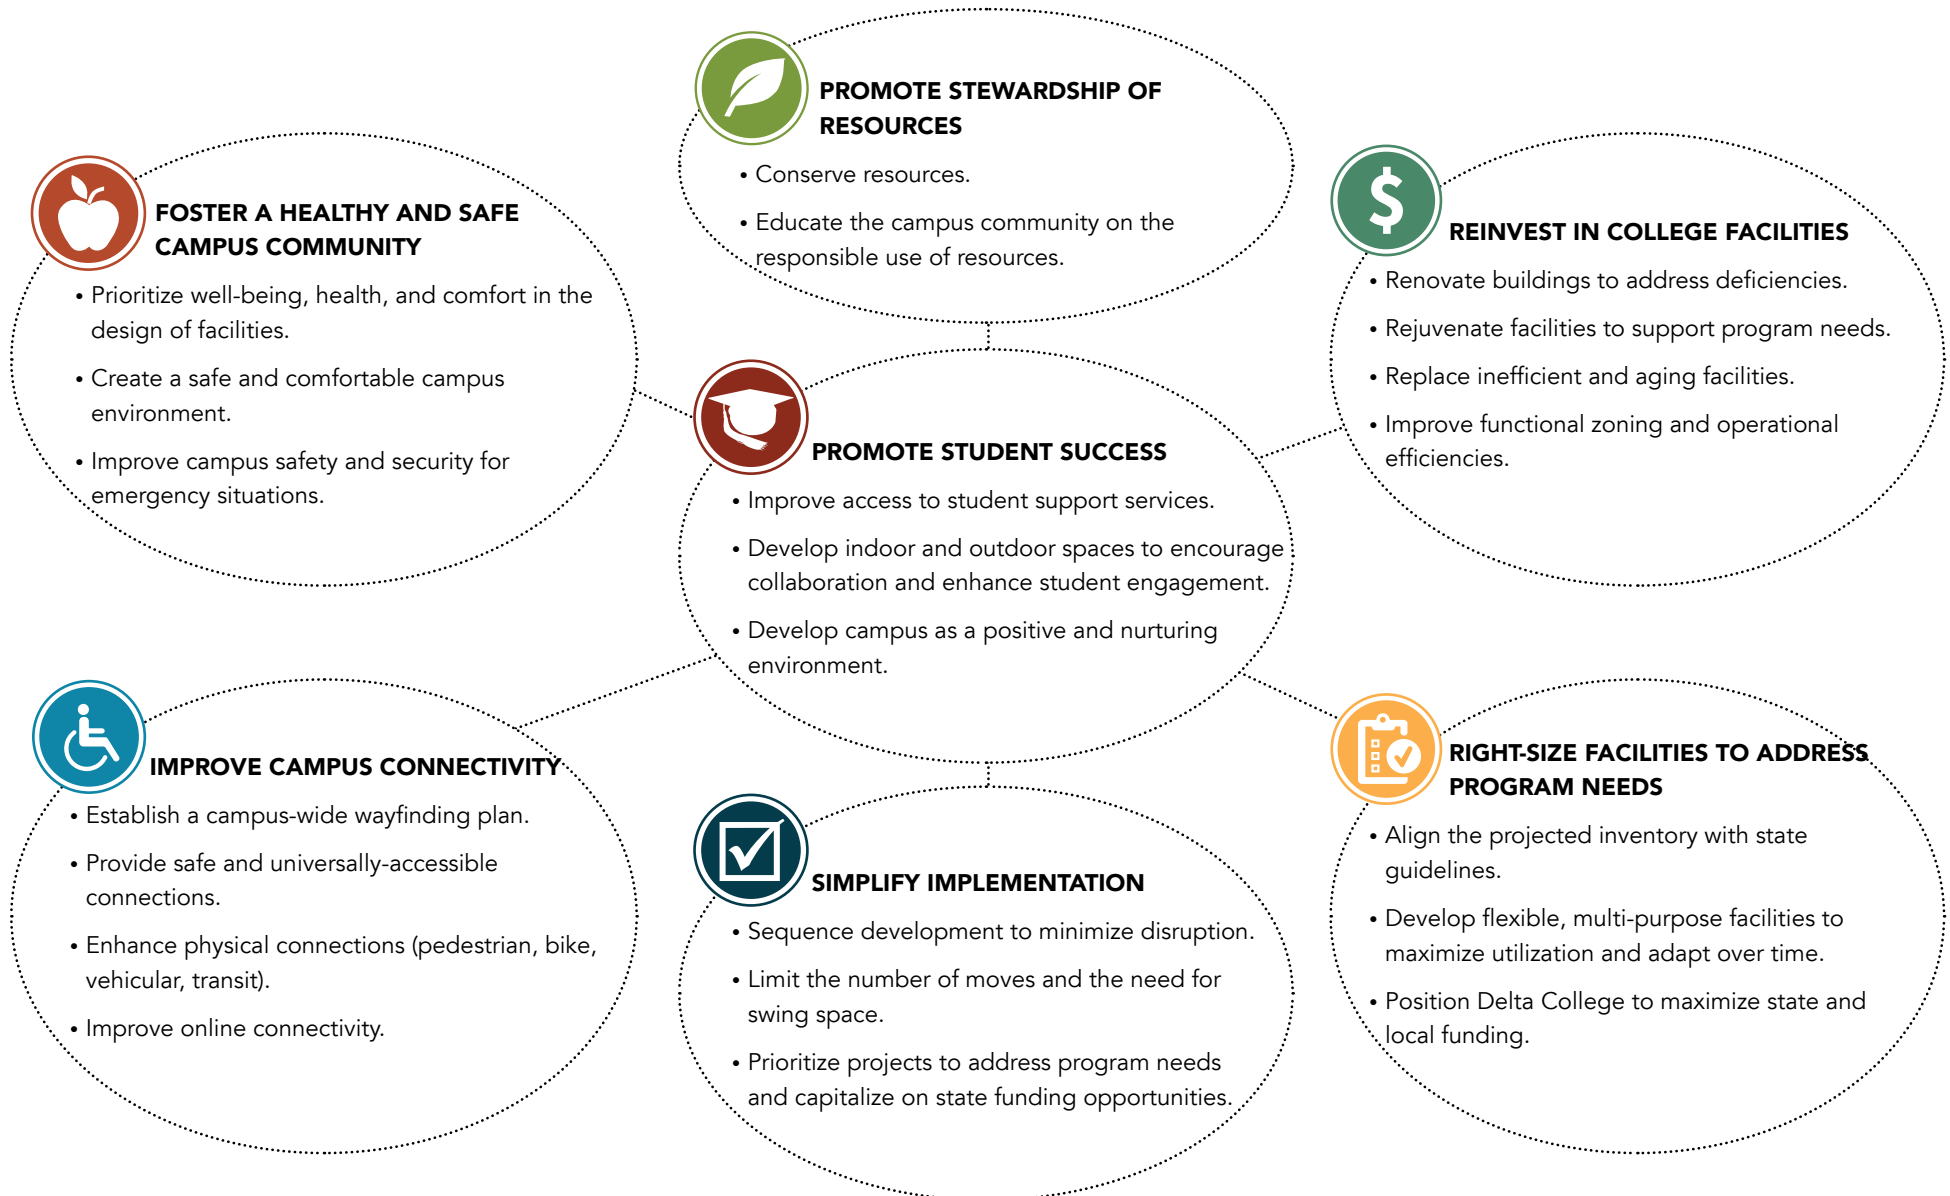 PROMOTE STEWARDSHIP OF
RESOURCES
• Conserve resources.
• Educate the campus community on the
responsible use of resources.
FOSTER A HEALTHY AND SAFE
CAMPUS COMMUNITY
• Prioritize well-being, health, and comfort in the
design of facilities.
• Create a safe and comfortable campus
environment.
• Improve campus safety and security for
emergency situations.
$
REINVEST IN COLLEGE FACILITIES
• Renovate buildings to address deficiencies.
• Rejuvenate facilities to support program needs.
• Replace inefficient and aging facilities.
• Improve functional zoning and operational
efficiencies.
PROMOTE STUDENT SUCCESS
• Improve access to student support services.
• Develop indoor and outdoor spaces to encourage
collaboration and enhance student engagement.
• Develop campus as a positive and nurturing
environment.
IMPROVE CAMPUS CONNECTIVITY
• Establish a campus-wide wayfinding plan.
• Provide safe and universally-accessible
connections.
• Enhance physical connections (pedestrian, bike,
vehicular, transit).
• Improve online connectivity.
SIMPLIFY IMPLEMENTATION
• Sequence development to minimize disruption.
• Limit the number of moves and the need for
swing space.
• Prioritize projects to address program needs
and capitalize on state funding opportunities.
RIGHT-SIZE FACILITIES TO ADDRESS
PROGRAM NEEDS
• Align the projected inventory with state
guidelines.
• Develop flexible, multi-purpose facilities to
maximize utilization and adapt over time.
• Position Delta College to maximize state and
local funding.